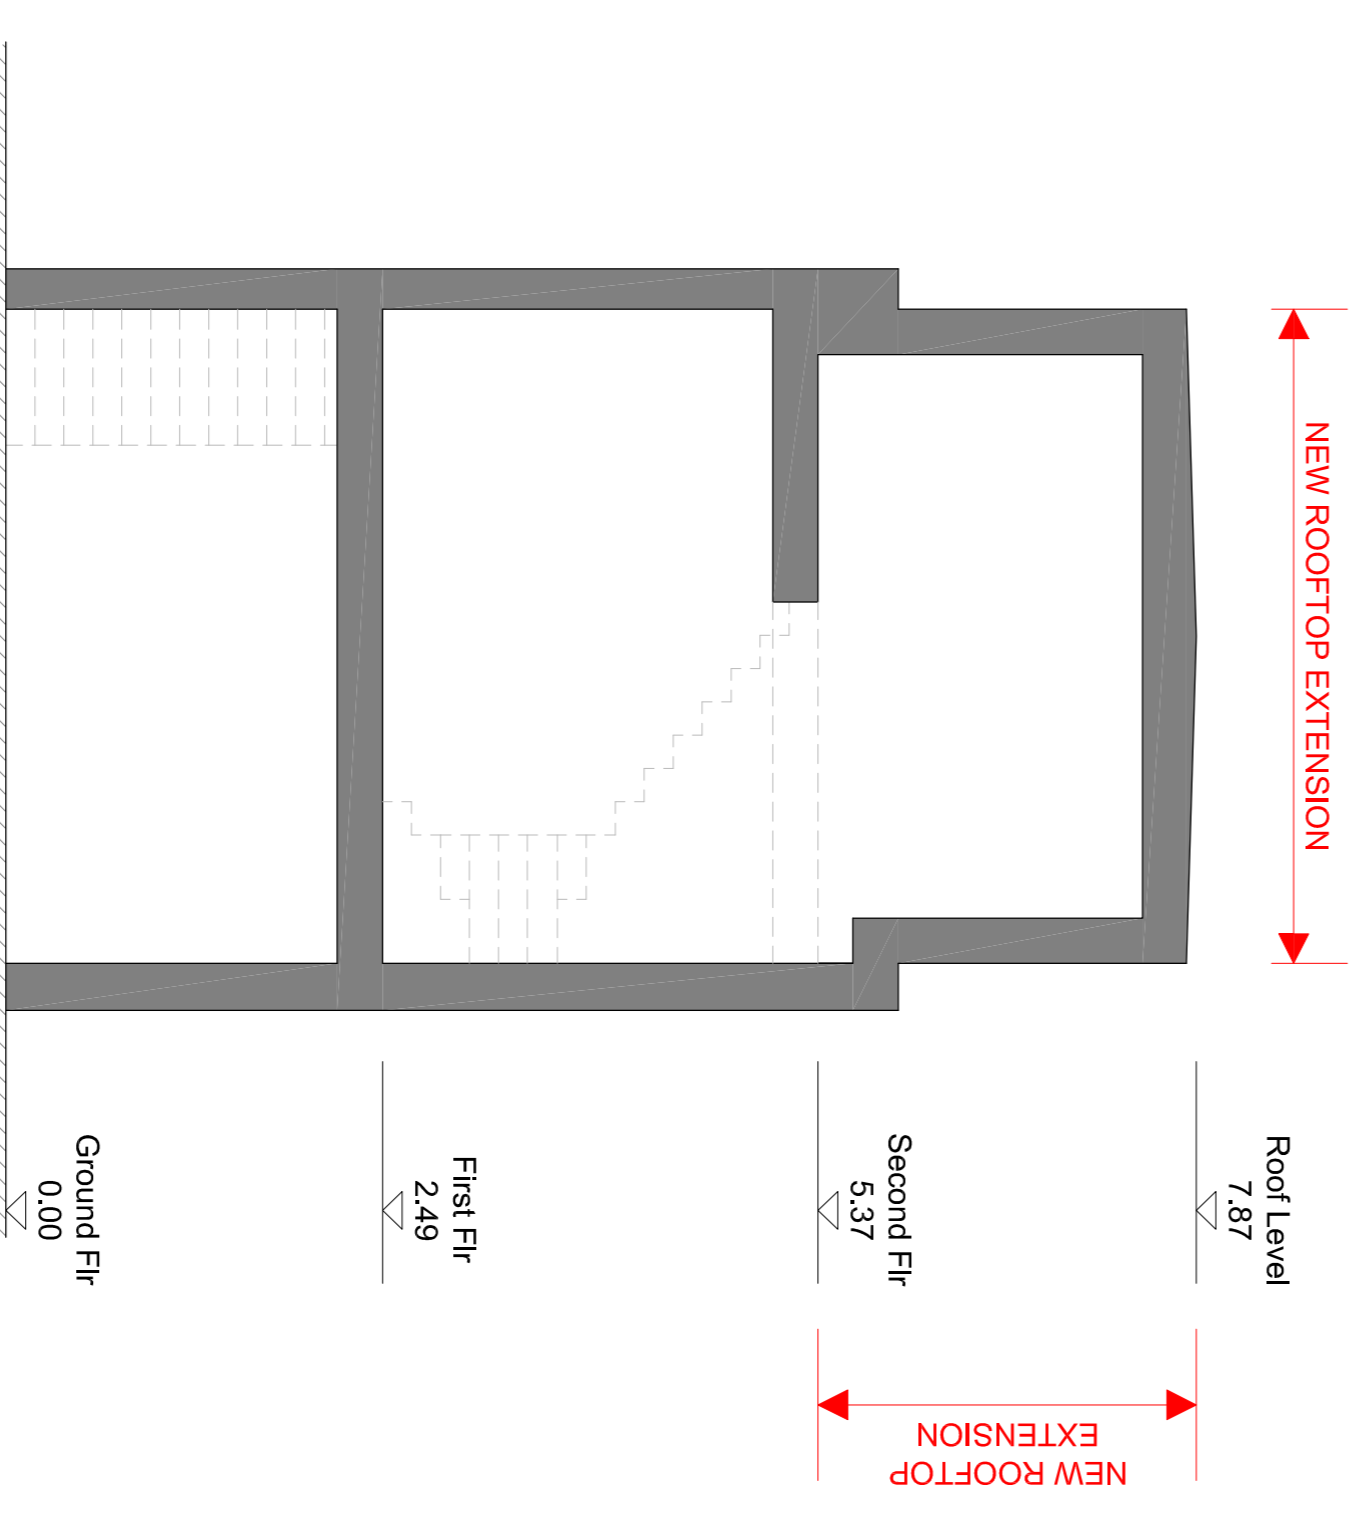 NEW ROOFTOP EXTENSION
Roof Level
7.87
Second Flr
5.37
First Flr
2.49
Ground Flr
0.00
NEW ROOFTOP
EXTENSION